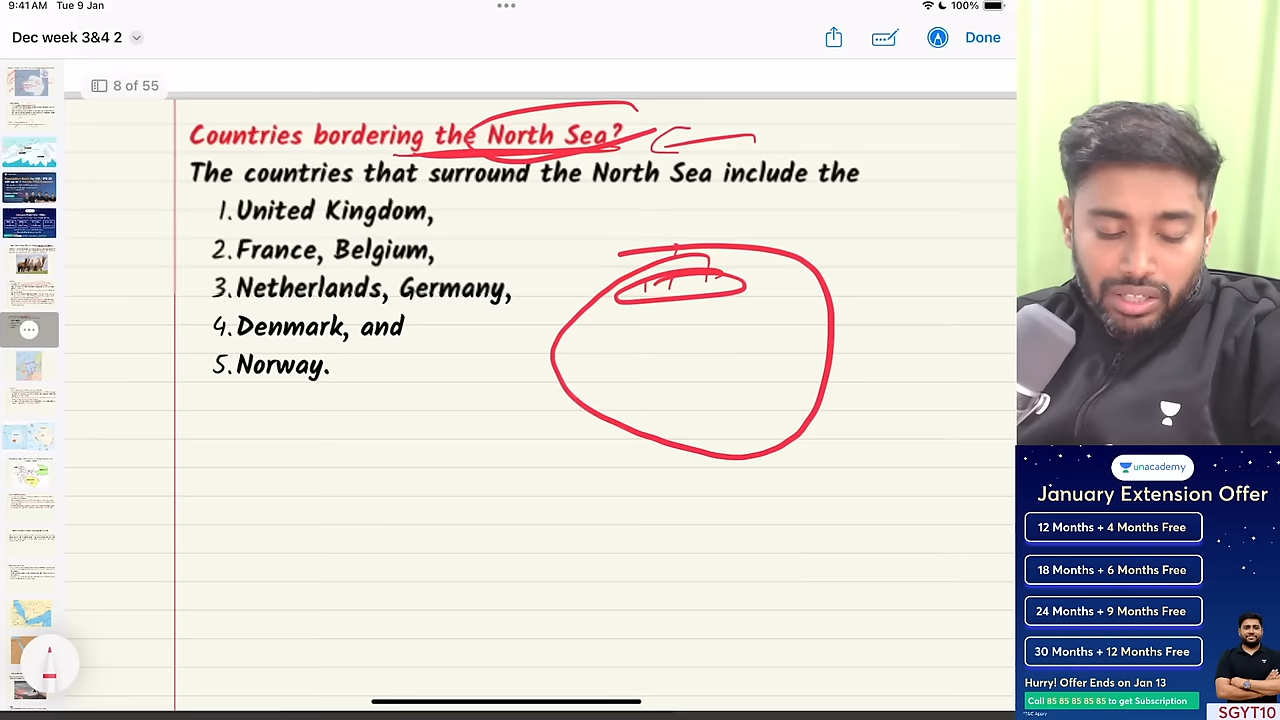 9:41 AM Tue 9 Jan
100%
Dec week 3&4 2
Done
8 of 55
Countries bordering the North Sea?
The countries that surround the North Sea include the
1. United Kingdom,
2. France, Belgium,
3. Netherlands, Germany,
4. Denmark, and
5. Norway.
unacademy
January Extension Offer
12 Months + 4 Months Free
18 Months + 6 Months Free
24 Months + 9 Months Free
30 Months + 12 Months Free
Hurry! Offer Ends on Jan 13
Call 85 85 85 85 85 to get Subscription
*T&C Apply
SGYT10